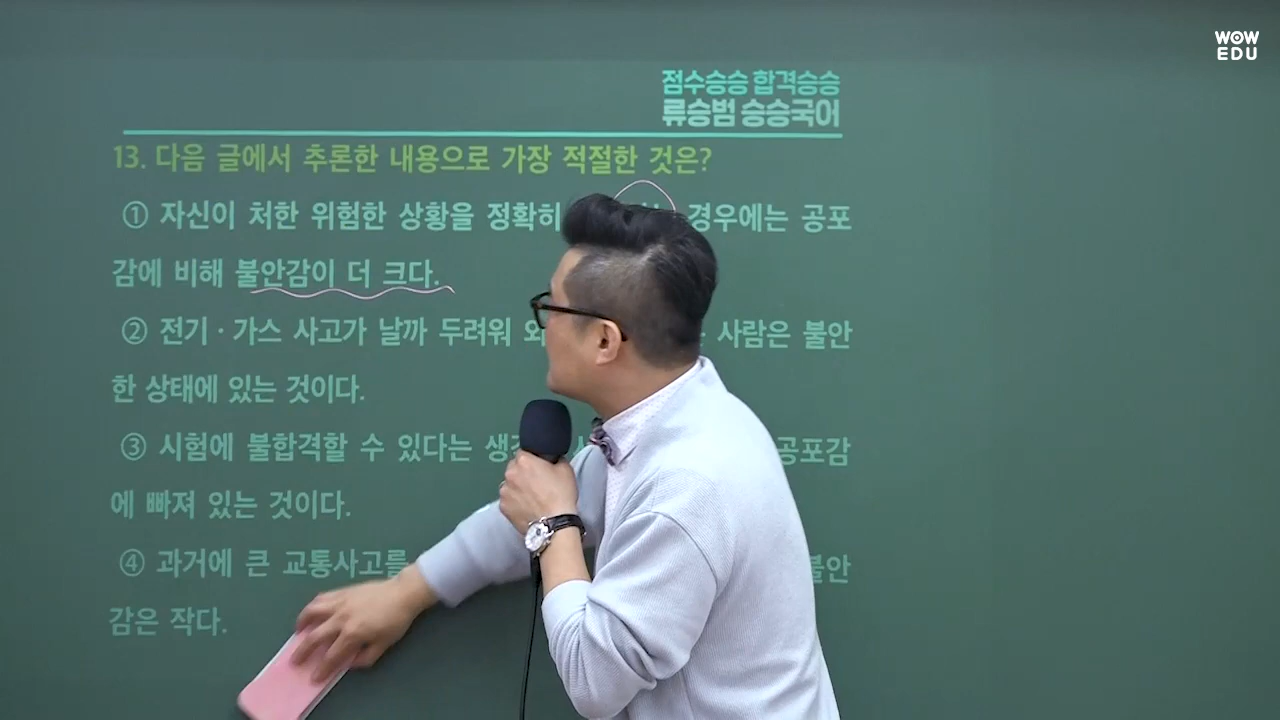 WOW
EDU
점수승승 합격승승
류승범 승승국어
13. 다음 글에서 추론한 내용으로 가장 적절한 것은?
① 자신이 처한 위험한 상황을 정확히 경우에는 공포
감에 비해 불안감이 더 크다.
② 전기·가스 사고가 날까 두려워 사람은 불안
한 상태에 있는 것이다.
③ 시험에 불합격할 수 있다는 공포감
에 빠져 있는 것이다.
④ 과거에 큰 교통사고를 불안
감은 작다.